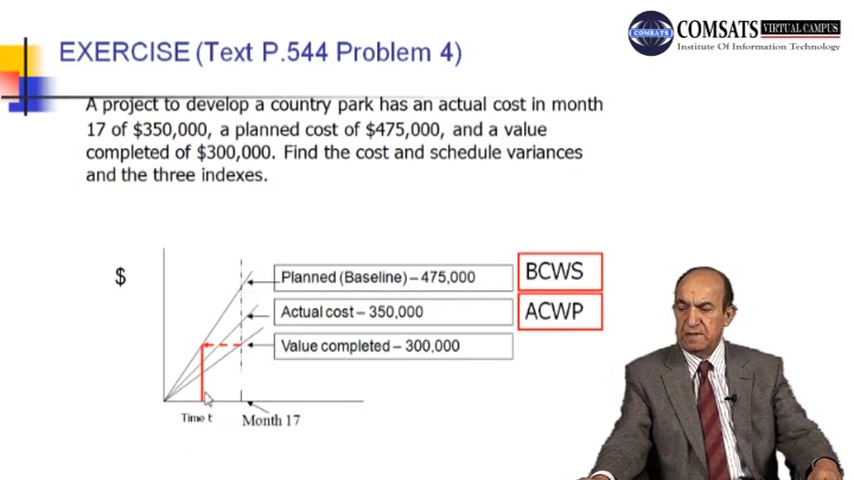 COMSATS VIRTUAL CAMPUS
COMSATS
Institute Of Information Technology
EXERCISE (Text P.544 Problem 4)
A project to develop a country park has an actual cost in month
17 of $350,000, a planned cost of $475,000, and a value
completed of $300,000. Find the cost and schedule variances
and the three indexes.
$
Planned (Baseline) – 475,000
BCWS
Actual cost – 350,000
ACWP
Value completed – 300,000
Time t
Month 17